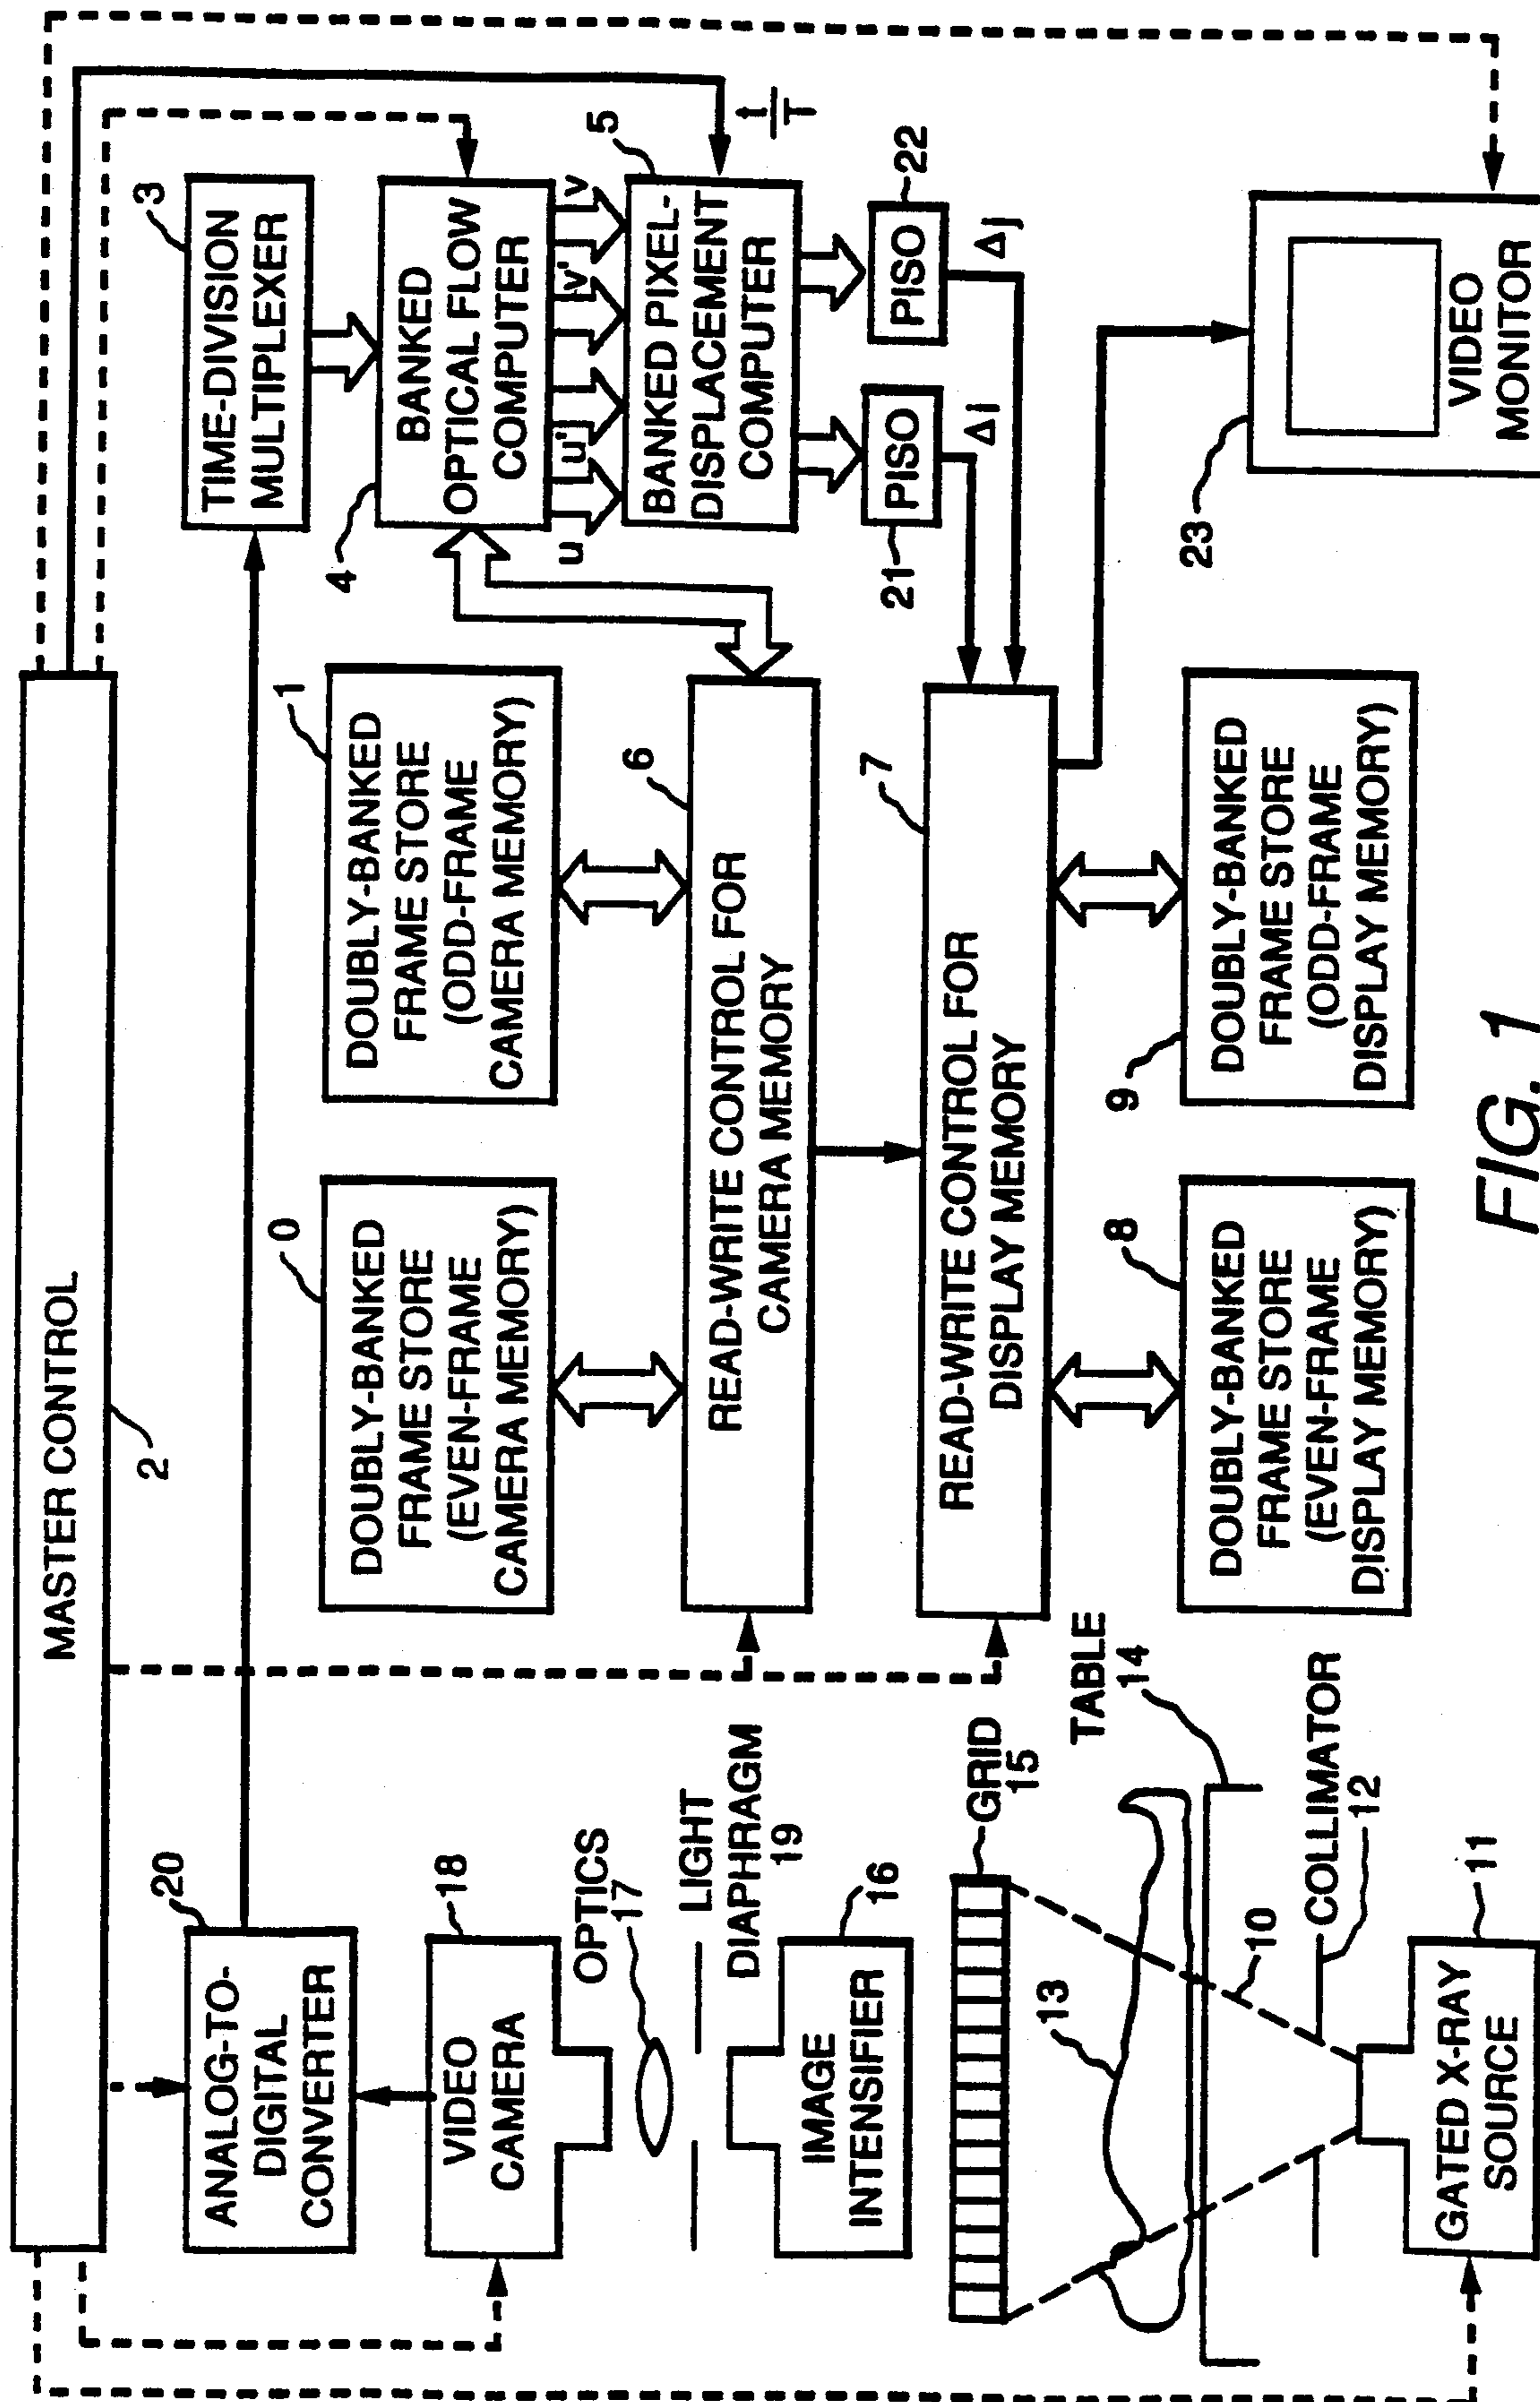 MASTER CONTROL
2
20
ANALOG-TO-
DIGITAL
CONVERTER
3
TIME-DIVISION
MULTIPLEXER
18
VIDEO
CAMERA
OPTICS
17
LIGHT
DIAPHRAGM
19
16
IMAGE
INTENSIFIER
GRID
15
13
TABLE
14
10
COLLIMATOR
12
11
GATED X-RAY
SOURCE
0
DOUBLY-BANKED
FRAME STORE
(EVEN-FRAME
CAMERA MEMORY)
1
DOUBLY-BANKED
FRAME STORE
(ODD-FRAME
CAMERA MEMORY)
6
READ-WRITE CONTROL FOR
CAMERA MEMORY
7
READ-WRITE CONTROL FOR
DISPLAY MEMORY
8
DOUBLY-BANKED
FRAME STORE
(EVEN-FRAME
DISPLAY MEMORY)
9
DOUBLY-BANKED
FRAME STORE
(ODD-FRAME
DISPLAY MEMORY)
4
BANKED
OPTICAL FLOW
COMPUTER
u u' v' v
5
BANKED PIXEL-
DISPLACEMENT
COMPUTER
t
T
21
PISO
Δi
22
PISO
Δj
23
VIDEO
MONITOR
FIG. 1